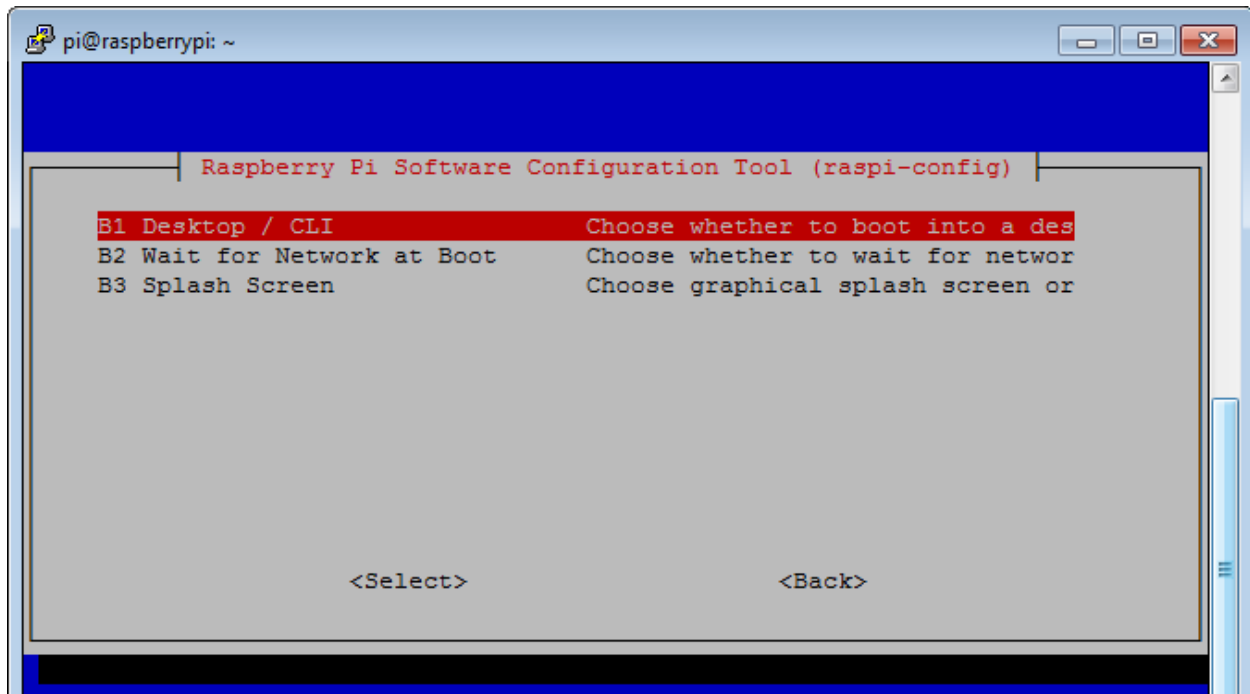 pi@raspberrypi: ~
Raspberry Pi Software Configuration Tool (raspi-config)
B1 Desktop / CLI Choose whether to boot into a des
B2 Wait for Network at Boot Choose whether to wait for networ
B3 Splash Screen Choose graphical splash screen or
<Select> <Back>